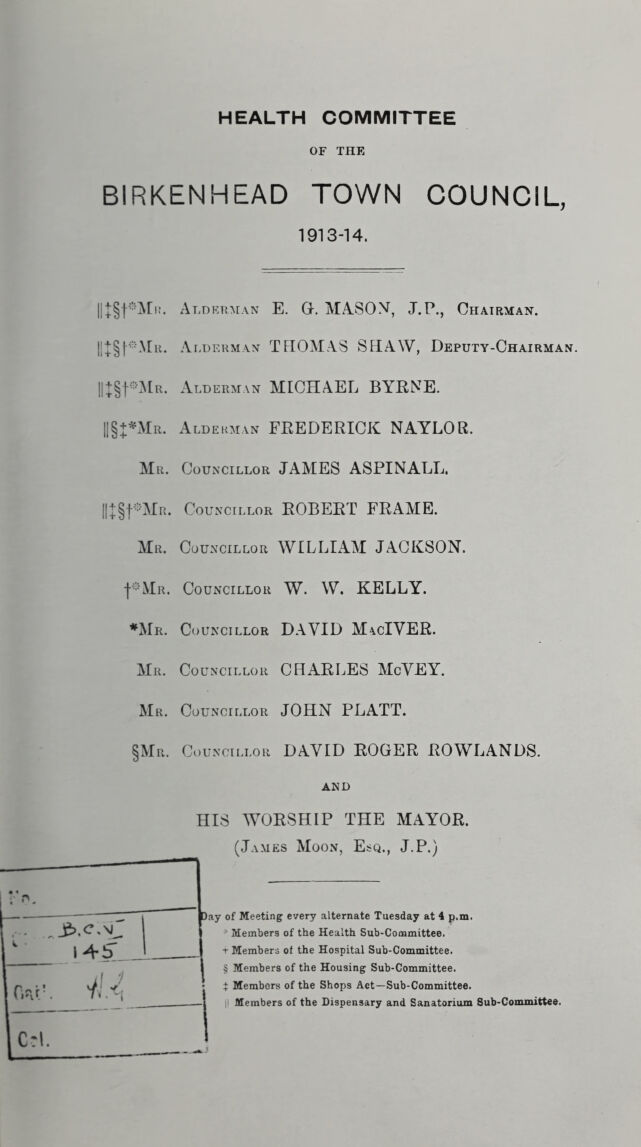 HEALTH COMMITTEE
OF THE
BIRKENHEAD TOWN COUNCIL,
1913-14.
||‡§†*Mr. Alderman E. G. MASON, J.P., Chairman.
||‡§†*Mr. Alderman THOMAS SHAW, Deputy-Chairman.
||‡§†*Mr. Alderman MICHAEL BYRNE.
||§‡*Mr. Alderman FREDERICK NAYLOR.
Mr. Councillor JAMES ASPINALL.
||‡§†*Mr. Councillor ROBERT FRAME.
Mr. Councillor WILLIAM JACKSON.
†*Mr. Councillor W. W. KELLY.
*Mr. Councillor DAVID MacIVER.
Mr. Councillor CHARLES McVEY.
Mr. Councillor JOHN PLATT.
§Mr. Councillor DAVID ROGER ROWLANDS.
AND
HIS WORSHIP THE MAYOR.
(James Moon, Esq., J.P.)
Day of Meeting every alternate Tuesday at 4 p.m.
* Members of the Health Sub-Committee.
† Members of the Hospital Sub-Committee.
§ Members of the Housing Sub-Committee.
‡ Members of the Shops Act—Sub-Committee.
|| Members of the Dispensary and Sanatorium Sub-Committee.
B.C.V
145